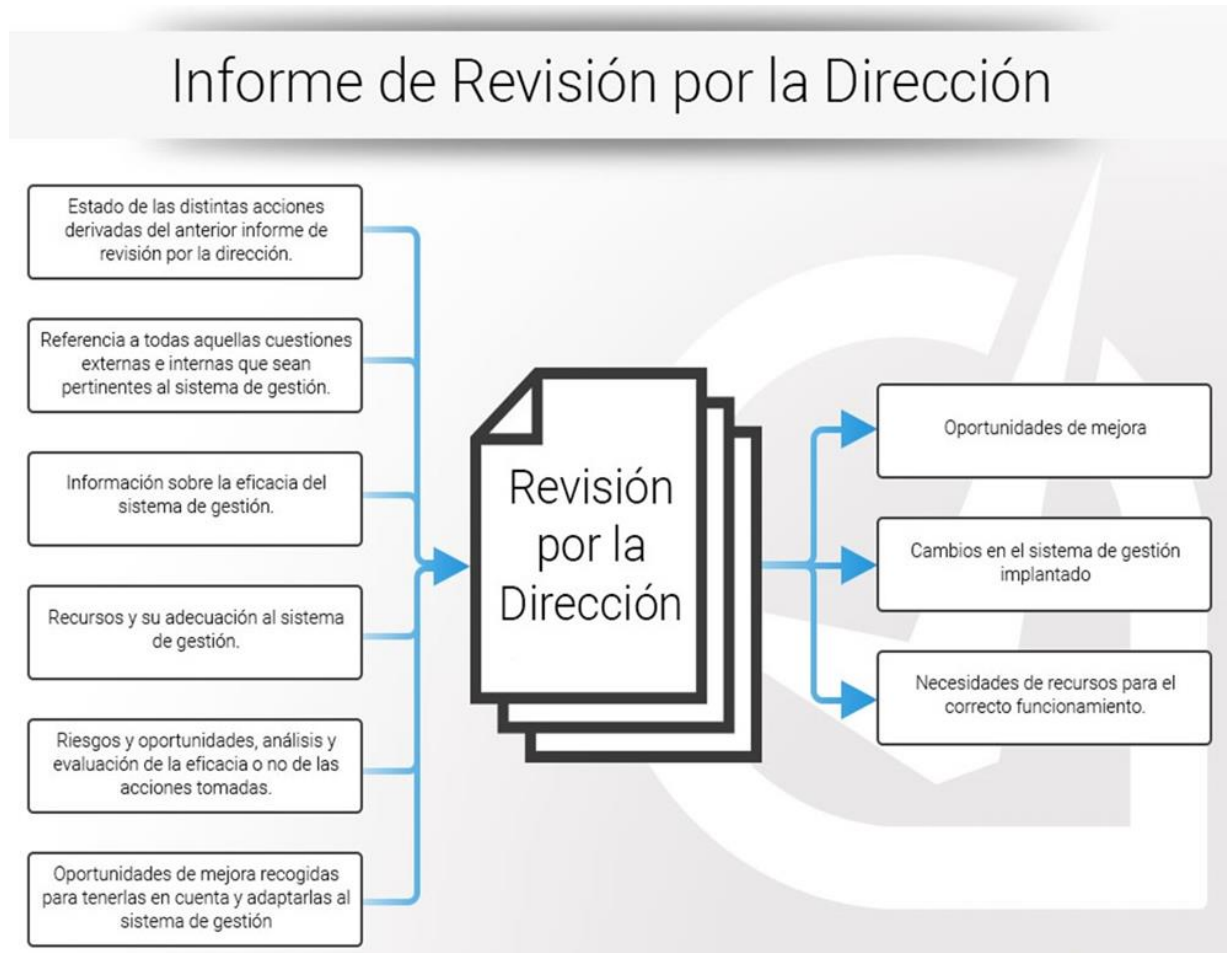 Informe de Revisión por la Dirección
Estado de las distintas acciones
derivadas del anterior informe de
revisión por la dirección.
Referencia a todas aquellas cuestiones
externas e internas que sean
pertinentes al sistema de gestión.
Información sobre la eficacia del
sistema de gestión.
Recursos y su adecuación al sistema
de gestión.
Riesgos y oportunidades, análisis y
evaluación de la eficacia o no de las
acciones tomadas.
Oportunidades de mejora recogidas
para tenerlas en cuenta y adaptarlas al
sistema de gestión
Revisión
por la
Dirección
Oportunidades de mejora
Cambios en el sistema de gestión
implantado
Necesidades de recursos para el
correcto funcionamiento.